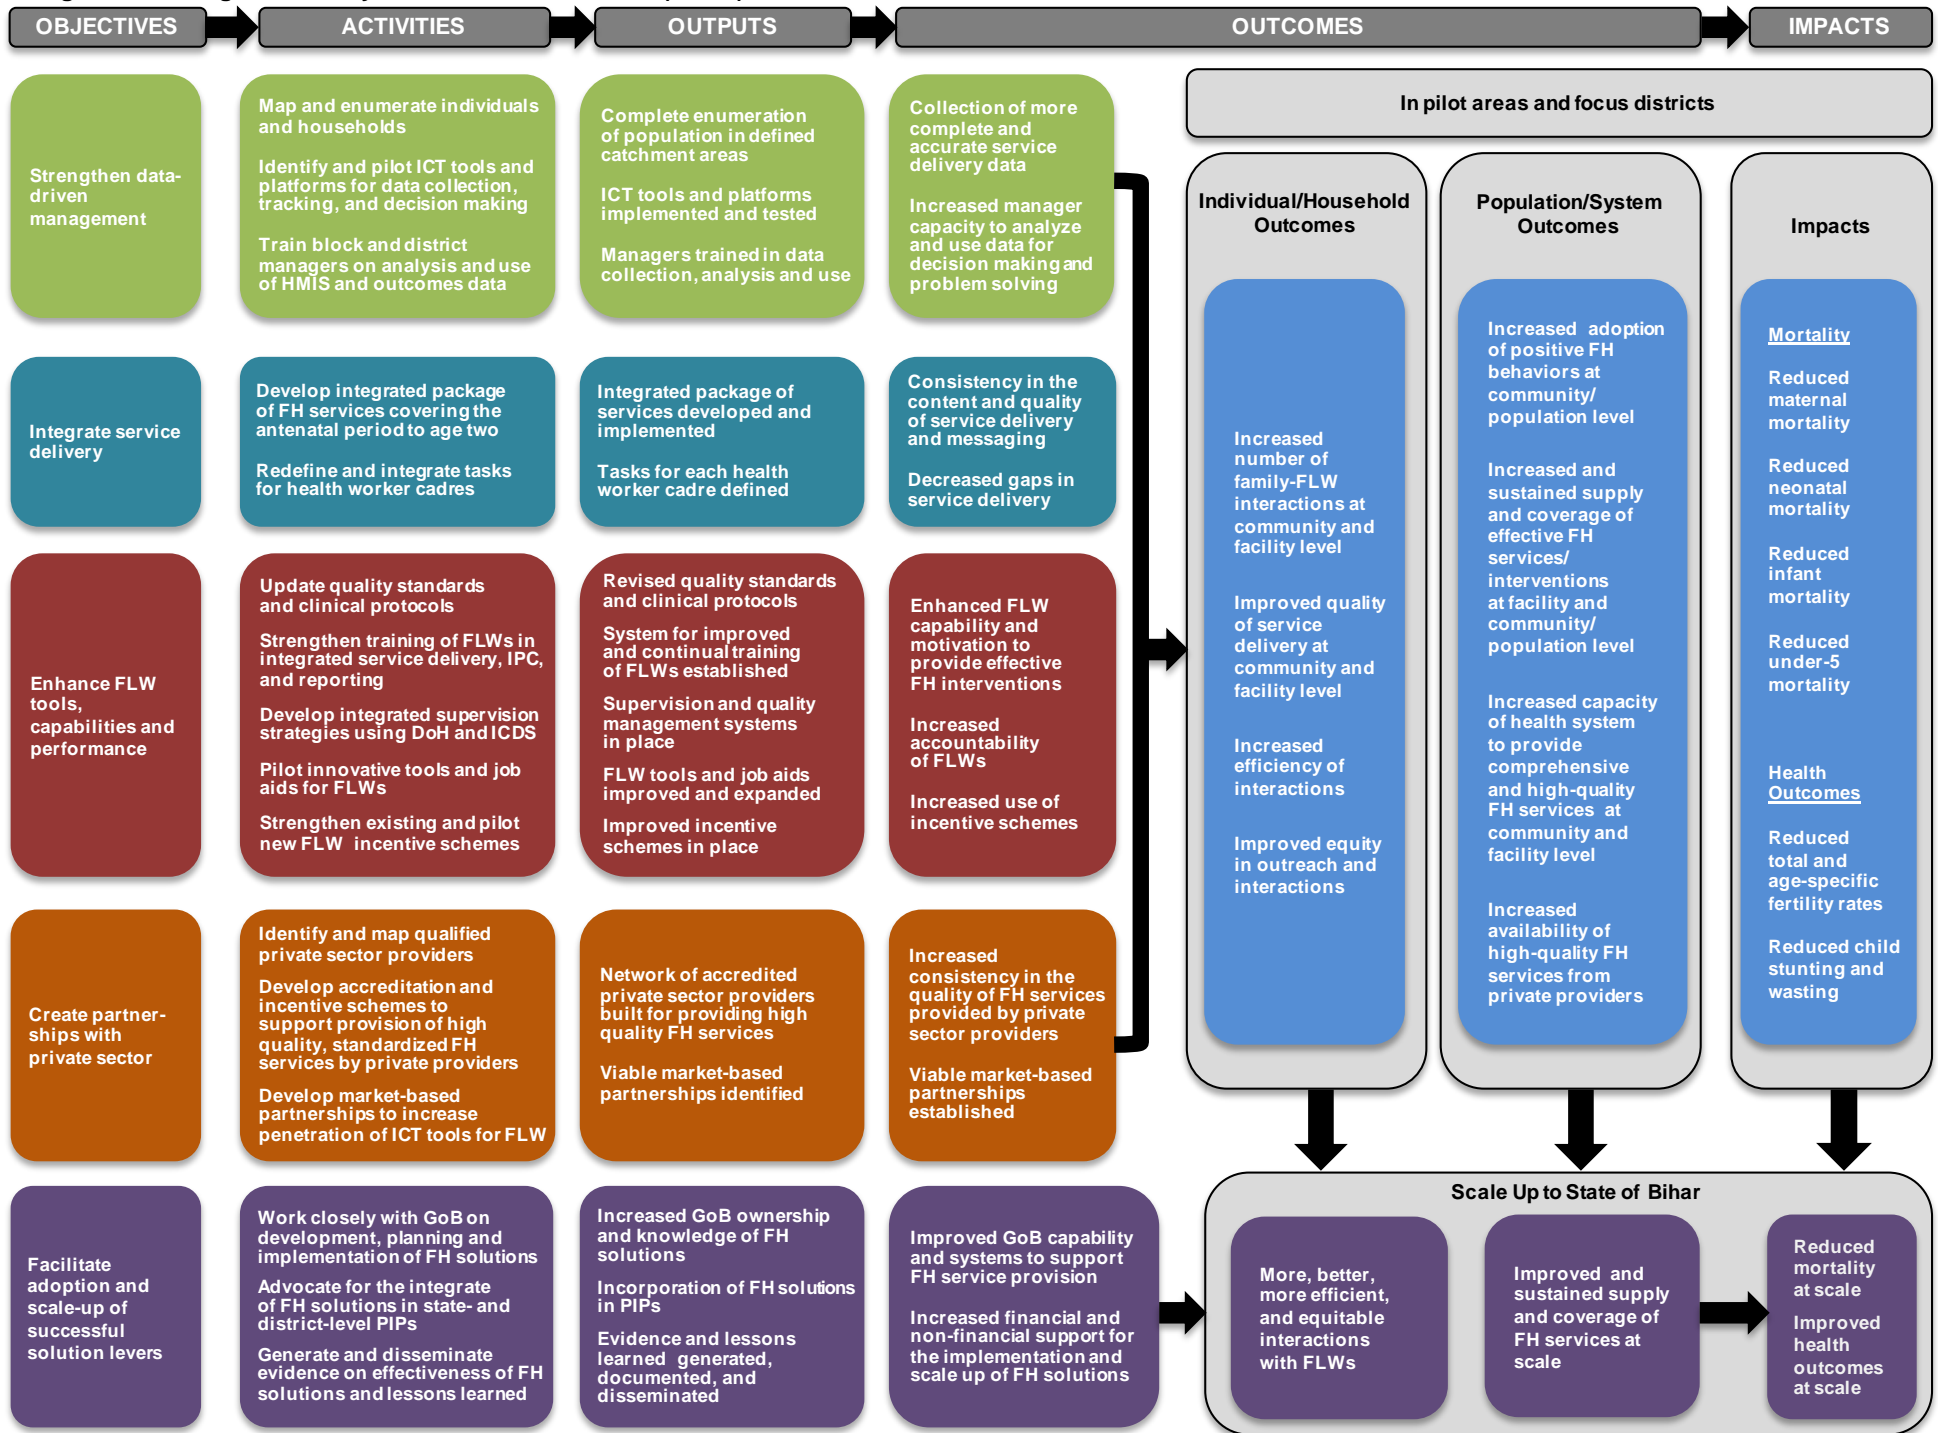 OBJECTIVES
ACTIVITIES
OUTPUTS
OUTCOMES
IMPACTS
Strengthen data-
driven
management
Map and enumerate individuals
and households
Identify and pilot ICT tools and
platforms for data collection,
tracking, and decision making
Train block and district
managers on analysis and use
of HMIS and outcomes data
Complete enumeration
of population in defined
catchment areas
ICT tools and platforms
implemented and tested
Managers trained in data
collection, analysis and use
Collection of more
complete and
accurate service
delivery data
Increased manager
capacity to analyze
and use data for
decision making and
problem solving
Integrate service
delivery
Develop integrated package
of FH services covering the
antenatal period to age two
Redefine and integrate tasks
for health worker cadres
Integrated package of
services developed and
implemented
Tasks for each health
worker cadre defined
Consistency in the
content and quality
of service delivery
and messaging
Decreased gaps in
service delivery
Enhance FLW
tools,
capabilities and
performance
Update quality standards
and clinical protocols
Strengthen training of FLWs in
integrated service delivery, IPC,
and reporting
Develop integrated supervision
strategies using DoH and ICDS
Pilot innovative tools and job
aids for FLWs
Strengthen existing and pilot
new FLW incentive schemes
Revised quality standards
and clinical protocols
System for improved
and continual training
of FLWs established
Supervision and quality
management systems
in place
FLW tools and job aids
improved and expanded
Improved incentive
schemes in place
Enhanced FLW
capability and
motivation to
provide effective
FH interventions
Increased
accountability
of FLWs
Increased use of
incentive schemes
Create partner-
ships with
private sector
Identify and map qualified
private sector providers
Develop accreditation and
incentive schemes to
support provision of high
quality, standardized FH
services by private providers
Develop market-based
partnerships to increase
penetration of ICT tools for FLW
Network of accredited
private sector providers
built for providing high
quality FH services
Viable market-based
partnerships identified
Increased
consistency in the
quality of FH services
provided by private
sector providers
Viable market-based
partnerships
established
Facilitate
adoption and
scale-up of
successful
solution levers
Work closely with GoB on
development, planning and
implementation of FH solutions
Advocate for the integrate
of FH solutions in state- and
district-level PIPs
Generate and disseminate
evidence on effectiveness of FH
solutions and lessons learned
Increased GoB ownership
and knowledge of FH
solutions
Incorporation of FH solutions
in PIPs
Evidence and lessons
learned generated,
documented, and
disseminated
Improved GoB capability
and systems to support
FH service provision
Increased financial and
non-financial support for
the implementation and
scale up of FH solutions
In pilot areas and focus districts
Individual/Household
Outcomes
Increased
number of
family-FLW
interactions at
community and
facility level
Improved quality
of service
delivery at
community and
facility level
Increased
efficiency of
interactions
Improved equity
in outreach and
interactions
Population/System
Outcomes
Increased adoption
of positive FH
behaviors at
community/
population level
Increased and
sustained supply
and coverage of
effective FH
services/
interventions
at facility and
community/
population level
Increased capacity
of health system
to provide
comprehensive
and high-quality
FH services at
community and
facility level
Increased
availability of
high-quality FH
services from
private providers
Impacts
Mortality
Reduced
maternal
mortality
Reduced
neonatal
mortality
Reduced
infant
mortality
Reduced
under-5
mortality
Health
Outcomes
Reduced
total and
age-specific
fertility rates
Reduced child
stunting and
wasting
Scale Up to State of Bihar
More, better,
more efficient,
and equitable
interactions
with FLWs
Improved and
sustained supply
and coverage of
FH services at
scale
Reduced
mortality
at scale
Improved
health
outcomes
at scale